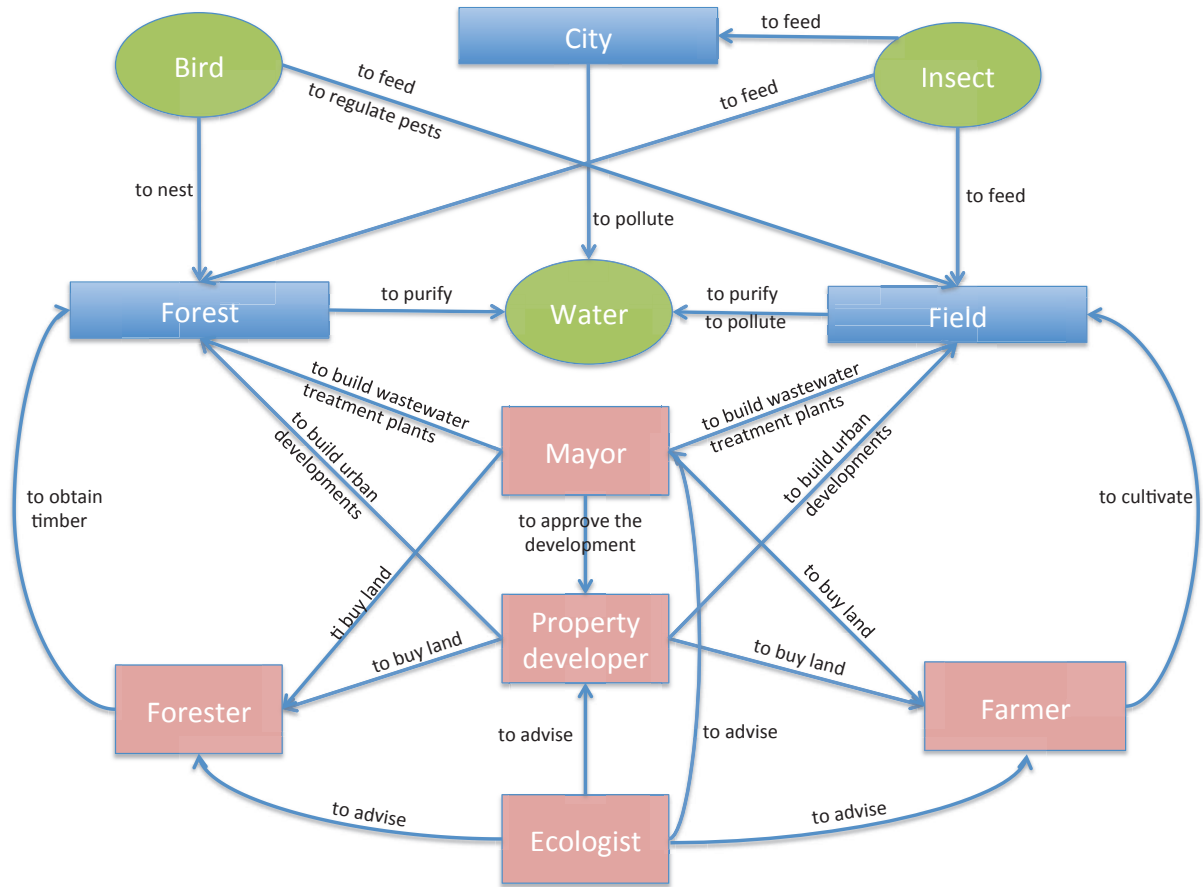 to feed
City
Bird
to feed
to regulate pests
to feed
Insect
to nest
to feed
to pollute
to purify
to purify
Forest
Water
Field
to pollute
to build wastewater
treatment plants
to build wastewater
treatment plants
to build urban
developments
Mayor
to build urban
developments
to obtain
timber
to cultivate
to approve the
development
ti buy land
to buy land
Property
developer
to buy land
to buy land
Forester
Farmer
to advise
to advise
to advise
to advise
Ecologist